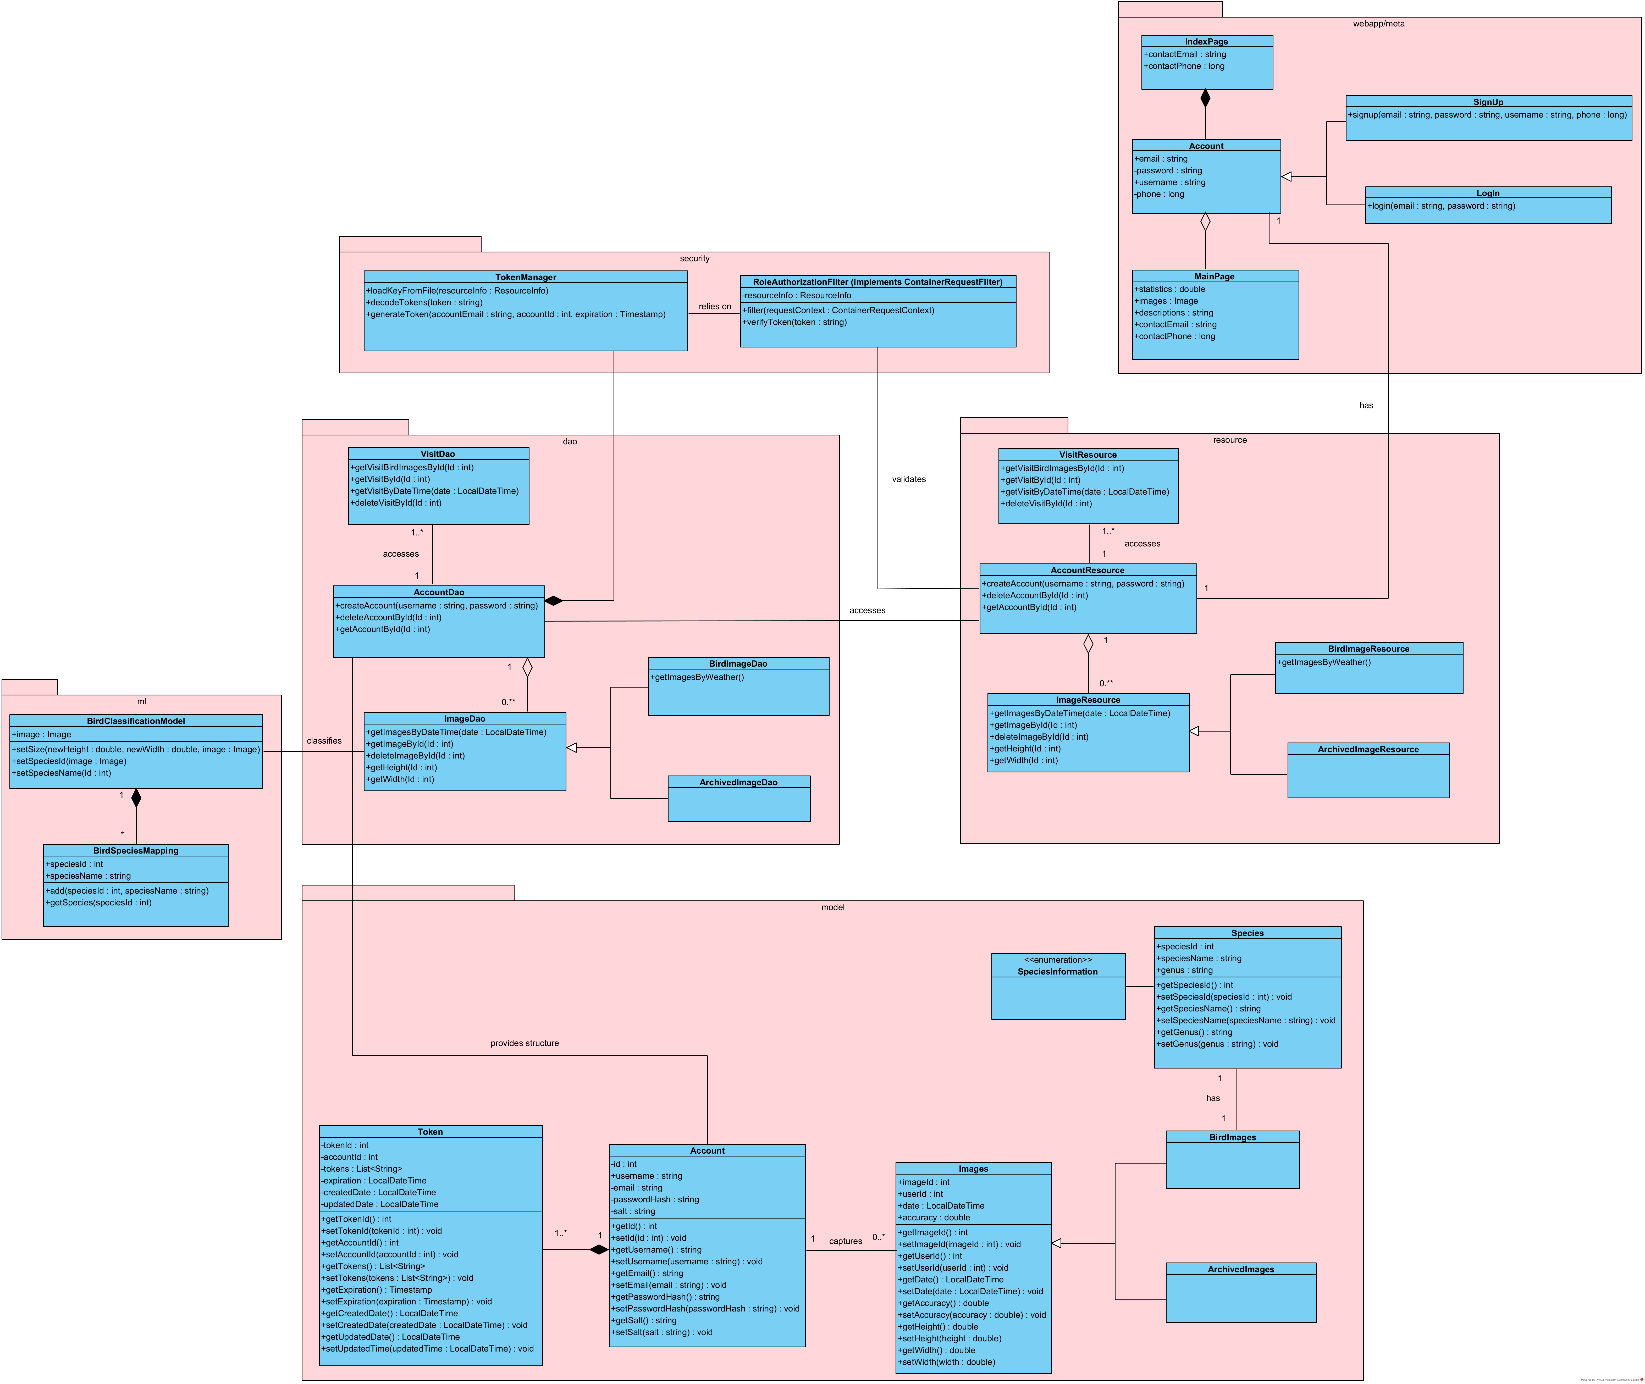 webapp/meta
IndexPage
+contactEmail : string
+contactPhone : long
SignUp
+signup(email : string, password : string, username : string, phone : long)
Account
+email : string
-password : string
+username : string
-phone : long
LogIn
+login(email : string, password : string)
1
MainPage
+statistics : double
+images : Image
+descriptions : string
+contactEmail : string
+contactPhone : long
has
security
TokenManager
+loadKeyFromFile(resourceInfo : ResourceInfo)
+decodeTokens(token : string)
+generateToken(accountEmail : string, accountId : int, expiration : Timestamp)
relies on
RoleAuthorizationFilter (Implements ContainerRequestFilter)
-resourceInfo : ResourceInfo
+filter(requestContext : ContainerRequestContext)
+verifyToken(token : string)
validates
dao
VisitDao
+getVisitBirdImagesById(Id : int)
+getVisitById(Id : int)
+getVisitByDateTime(date : LocalDateTime)
+deleteVisitById(Id : int)
1..*
accesses
1
AccountDao
+createAccount(username : string, password : string)
+deleteAccountById(Id : int)
+getAccountById(Id : int)
accesses
1
0.**
BirdImageDao
+getImagesByWeather()
ImageDao
+getImagesByDateTime(date : LocalDateTime)
+getImageById(Id : int)
+deleteImageById(Id : int)
+getHeight(Id : int)
+getWidth(Id : int)
ArchivedImageDao
resource
VisitResource
+getVisitBirdImagesById(Id : int)
+getVisitById(Id : int)
+getVisitByDateTime(date : LocalDateTime)
+deleteVisitById(Id : int)
1..*
accesses
1
AccountResource
+createAccount(username : string, password : string)
+deleteAccountById(Id : int)
+getAccountById(Id : int)
1
1
0.**
BirdImageResource
+getImagesByWeather()
ImageResource
+getImagesByDateTime(date : LocalDateTime)
+getImageById(Id : int)
+deleteImageById(Id : int)
+getHeight(Id : int)
+getWidth(Id : int)
ArchivedImageResource
ml
BirdClassificationModel
+image : Image
+setSize(newHeight : double, newWidth : double, image : Image)
+setSpeciesId(image : Image)
+setSpeciesName(Id : int)
classifies
1
*
BirdSpeciesMapping
+speciesId : int
+speciesName : string
+add(speciesId : int, speciesName : string)
+getSpecies(speciesId : int)
model
<<enumeration>>
SpeciesInformation
Species
+speciesId : int
+speciesName : string
+genus : string
+getSpeciesId() : int
+setSpeciesId(speciesId : int) : void
+getSpeciesName() : string
+setSpeciesName(speciesName : string) : void
+getGenus() : string
+setGenus(genus : string) : void
provides structure
1
has
1
Token
-tokenId : int
-accountId : int
-tokens : List<String>
-expiration : LocalDateTime
-createdDate : LocalDateTime
-updatedDate : LocalDateTime
+getTokenId() : int
+setTokenId(tokenId : int) : void
+getAccountId() : int
+setAccountId(accountId : int) : void
+getTokens() : List<String>
+setTokens(tokens : List<String>) : void
+getExpiration() : Timestamp
+setExpiration(expiration : Timestamp) : void
+getCreatedDate() : LocalDateTime
+setCreatedDate(createdDate : LocalDateTime) : void
+getUpdatedDate() : LocalDateTime
+setUpdatedTime(updatedTime : LocalDateTime) : void
1..*
1
Account
-id : int
+username : string
-email : string
-passwordHash : string
-salt : string
+getId() : int
+setId(id : int) : void
+getUsername() : string
+setUsername(username : string) : void
+getEmail() : string
+setEmail(email : string) : void
+getPasswordHash() : string
+setPasswordHash(passwordHash : string) : void
+getSalt() : string
+setSalt(salt : string) : void
1
captures
0..*
Images
+imageId : int
+userId : int
+date : LocalDateTime
+accuracy : double
+getImageId() : int
+setImageId(imageId : int) : void
+getUserId() : int
+setUserId(userId : int) : void
+getDate() : LocalDateTime
+setDate(date : LocalDateTime) : void
+getAccuracy() : double
+setAccuracy(accuracy : double) : void
+getHeight() : double
+setHeight(height : double)
+getWidth() : double
+setWidth(width : double)
BirdImages
ArchivedImages